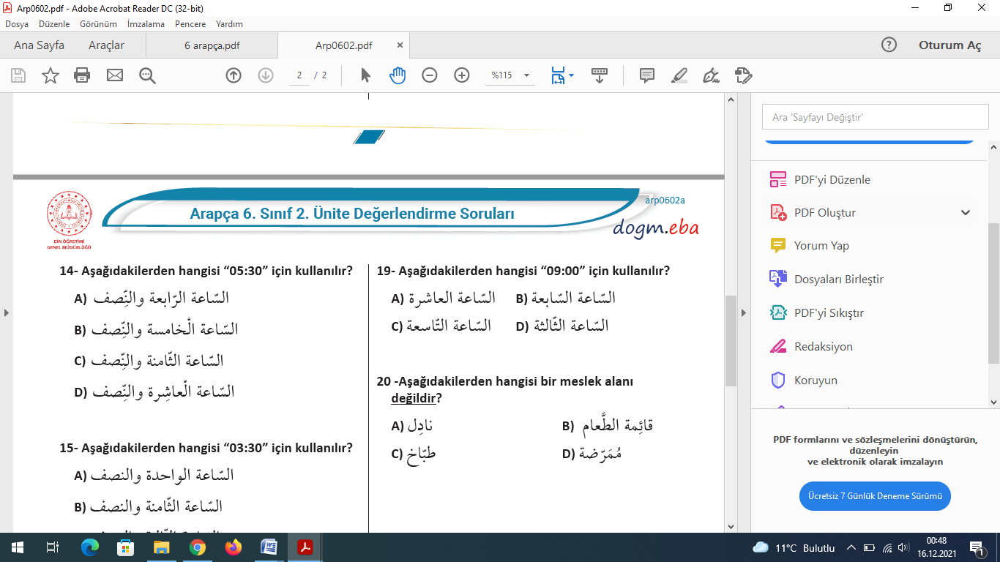 Arp0602.pdf - Adobe Acrobat Reader DC (32-bit)
Dosya Düzenle Görünüm İmzalama Pencere Yardım
Ana Sayfa Araçlar 6 arapça.pdf Arp0602.pdf × Oturum Aç
2 / 2 %115
Ara 'Sayfayı Değiştir'
PDF'yi Düzenle
PDF Oluştur
Yorum Yap
Dosyaları Birleştir
PDF'yi Sıkıştır
Redaksiyon
Koruyun
PDF formlarını ve sözleşmelerini dönüştürün,
düzenleyin
ve elektronik olarak imzalayın
Ücretsiz 7 Günlük Deneme Sürümü
DİN ÖĞRETİMİ
GENEL MÜDÜRLÜĞÜ
Arapça 6. Sınıf 2. Ünite Değerlendirme Soruları
arp0602a
dogm.eba
14- Aşağıdakilerden hangisi “05:30” için kullanılır?
A) السّاعة الرّابعة والنِّصف
B) السّاعة الْخامسة والنِّصف
C) السّاعة الثّامنة والنِّصف
D) السّاعة الْعاشِرة والنِّصف
15- Aşağıdakilerden hangisi “03:30” için kullanılır?
A) السّاعة الواحدة والنصف
B) السّاعة الثّامنة والنصف
19- Aşağıdakilerden hangisi “09:00” için kullanılır?
A) السّاعة العاشرة B) السّاعة السّابعة
C) السّاعة التّاسعة D) السّاعة الثّالثة
20 -Aşağıdakilerden hangisi bir meslek alanı
değildir?
A) نادِل B) قائِمة الطَّعام
C) طبّاخ D) مُمَرّضة
11°C Bulutlu
00:48
16.12.2021
1